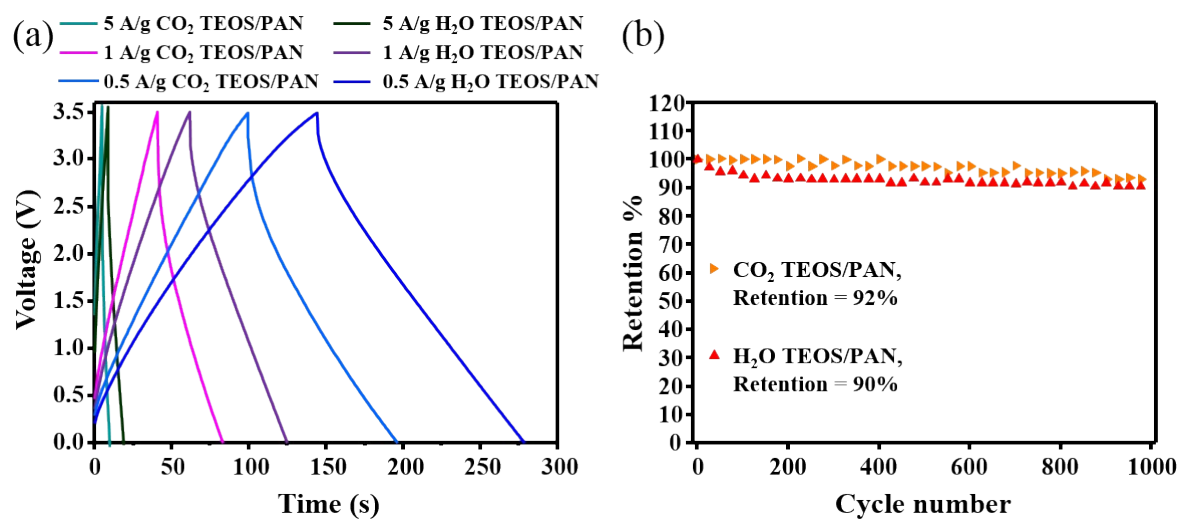 (a)
5 A/g CO₂ TEOS/PAN
5 A/g H₂O TEOS/PAN
1 A/g CO₂ TEOS/PAN
1 A/g H₂O TEOS/PAN
0.5 A/g CO₂ TEOS/PAN
0.5 A/g H₂O TEOS/PAN
Voltage (V)
3.5
3.0
2.5
2.0
1.5
1.0
0.5
0.0
0 50 100 150 200 250 300
Time (s)
(b)
Retention %
120
110
100
90
80
70
60
50
40
30
20
10
0
CO₂ TEOS/PAN,
Retention = 92%
H₂O TEOS/PAN,
Retention = 90%
0 200 400 600 800 1000
Cycle number